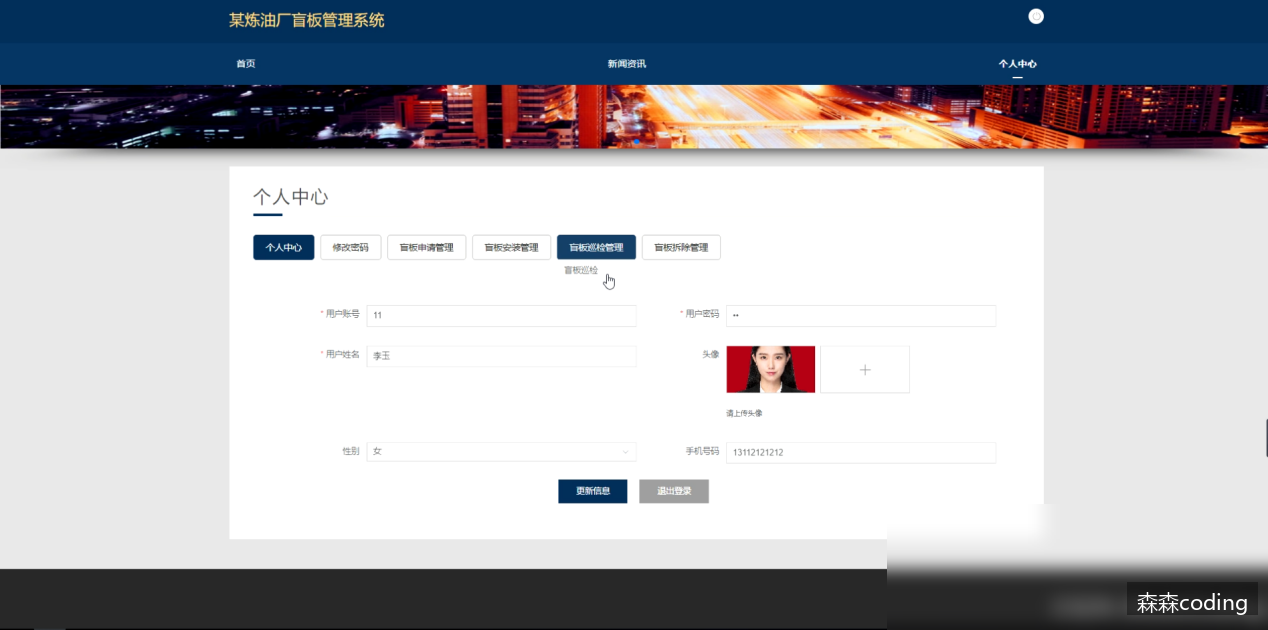 某炼油厂盲板管理系统
首页 新闻资讯 个人中心
个人中心
个人中心 修改密码 盲板申请管理 盲板安装管理 盲板巡检管理 盲板拆除管理
盲板巡检
* 用户账号 11 * 用户密码 ••
* 用户姓名 李玉 头像
请上传头像
性别 女 手机号码 13112121212
更新信息 退出登录
森森coding